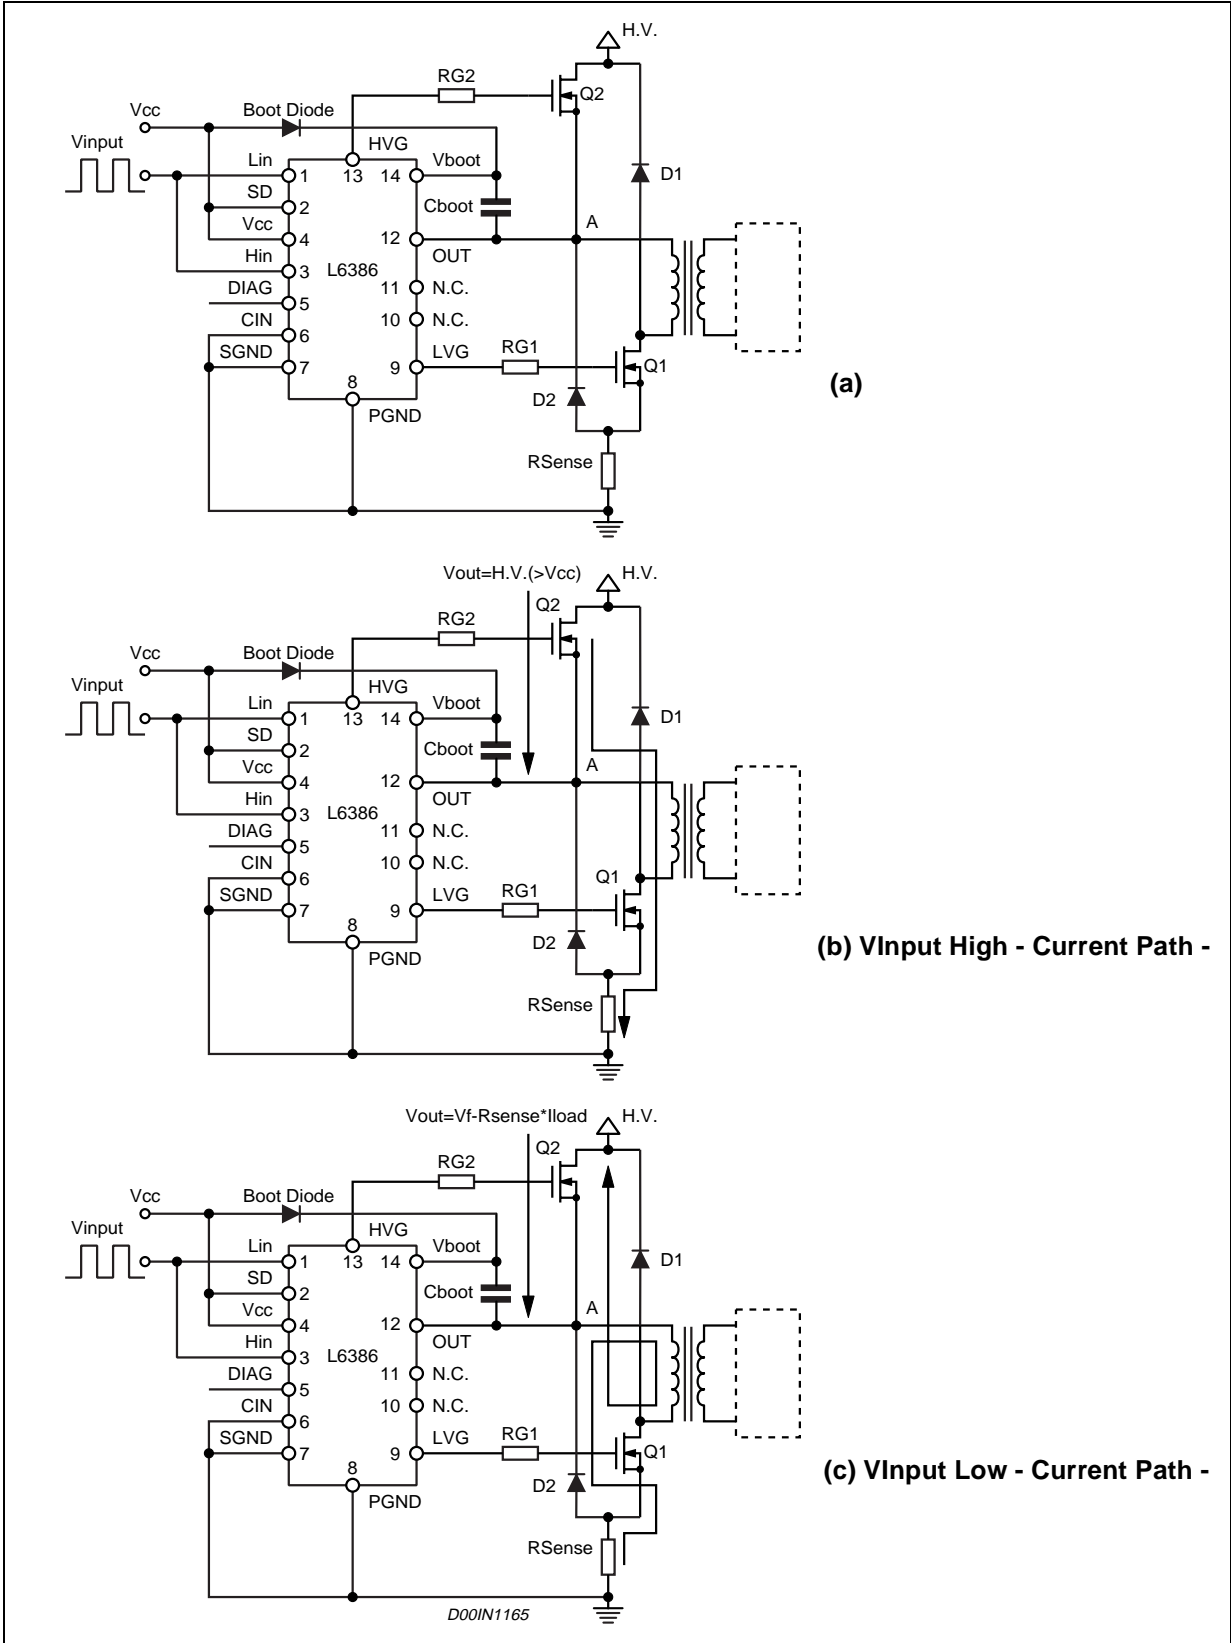 H.V.
RG2
Q2
Vcc
Boot Diode
Vinput
HVG
Lin
1
13
14
Vboot
D1
SD
2
Cboot
Vcc
4
12
A
OUT
Hin
3
L6386
11
N.C.
DIAG
5
10
N.C.
CIN
6
SGND
7
9
LVG
RG1
Q1
8
PGND
D2
(a)
RSense
Vout=H.V.(>Vcc)
H.V.
Q2
RG2
Vcc
Boot Diode
Vinput
HVG
Lin
1
13
14
Vboot
D1
SD
2
Cboot
Vcc
4
12
A
OUT
Hin
3
L6386
11
N.C.
DIAG
5
10
N.C.
CIN
6
Q1
SGND
7
9
LVG
RG1
8
PGND
D2
(b) VInput High - Current Path -
RSense
Vout=Vf-Rsense*Iload
H.V.
Q2
RG2
Vcc
Boot Diode
Vinput
HVG
Lin
1
13
14
Vboot
D1
SD
2
Cboot
Vcc
4
12
A
OUT
Hin
3
L6386
11
N.C.
DIAG
5
10
N.C.
CIN
6
SGND
7
9
LVG
RG1
Q1
8
PGND
D2
(c) VInput Low - Current Path -
RSense
D00IN1165